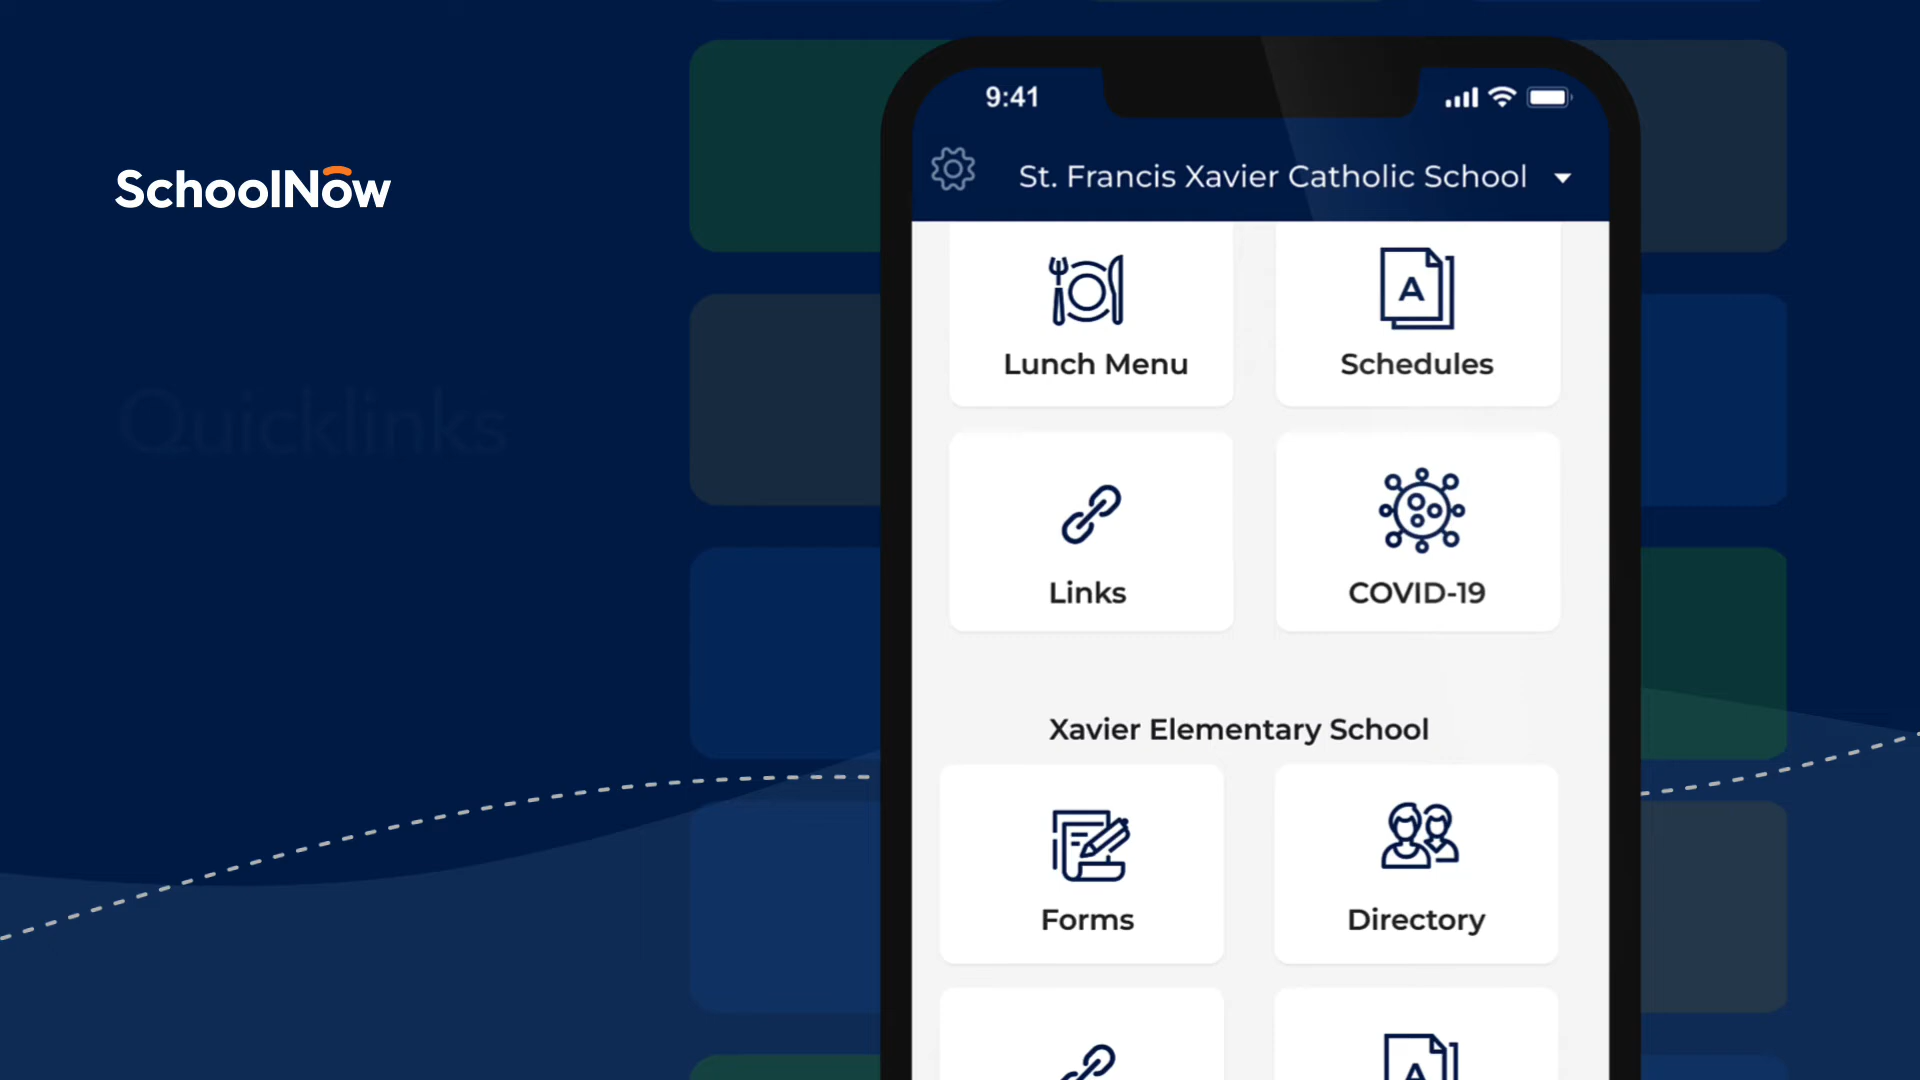 SchoolNow
Quicklinks
9:41
St. Francis Xavier Catholic School
Lunch Menu
A
Schedules
Links
COVID-19
Xavier Elementary School
Forms
Directory
A